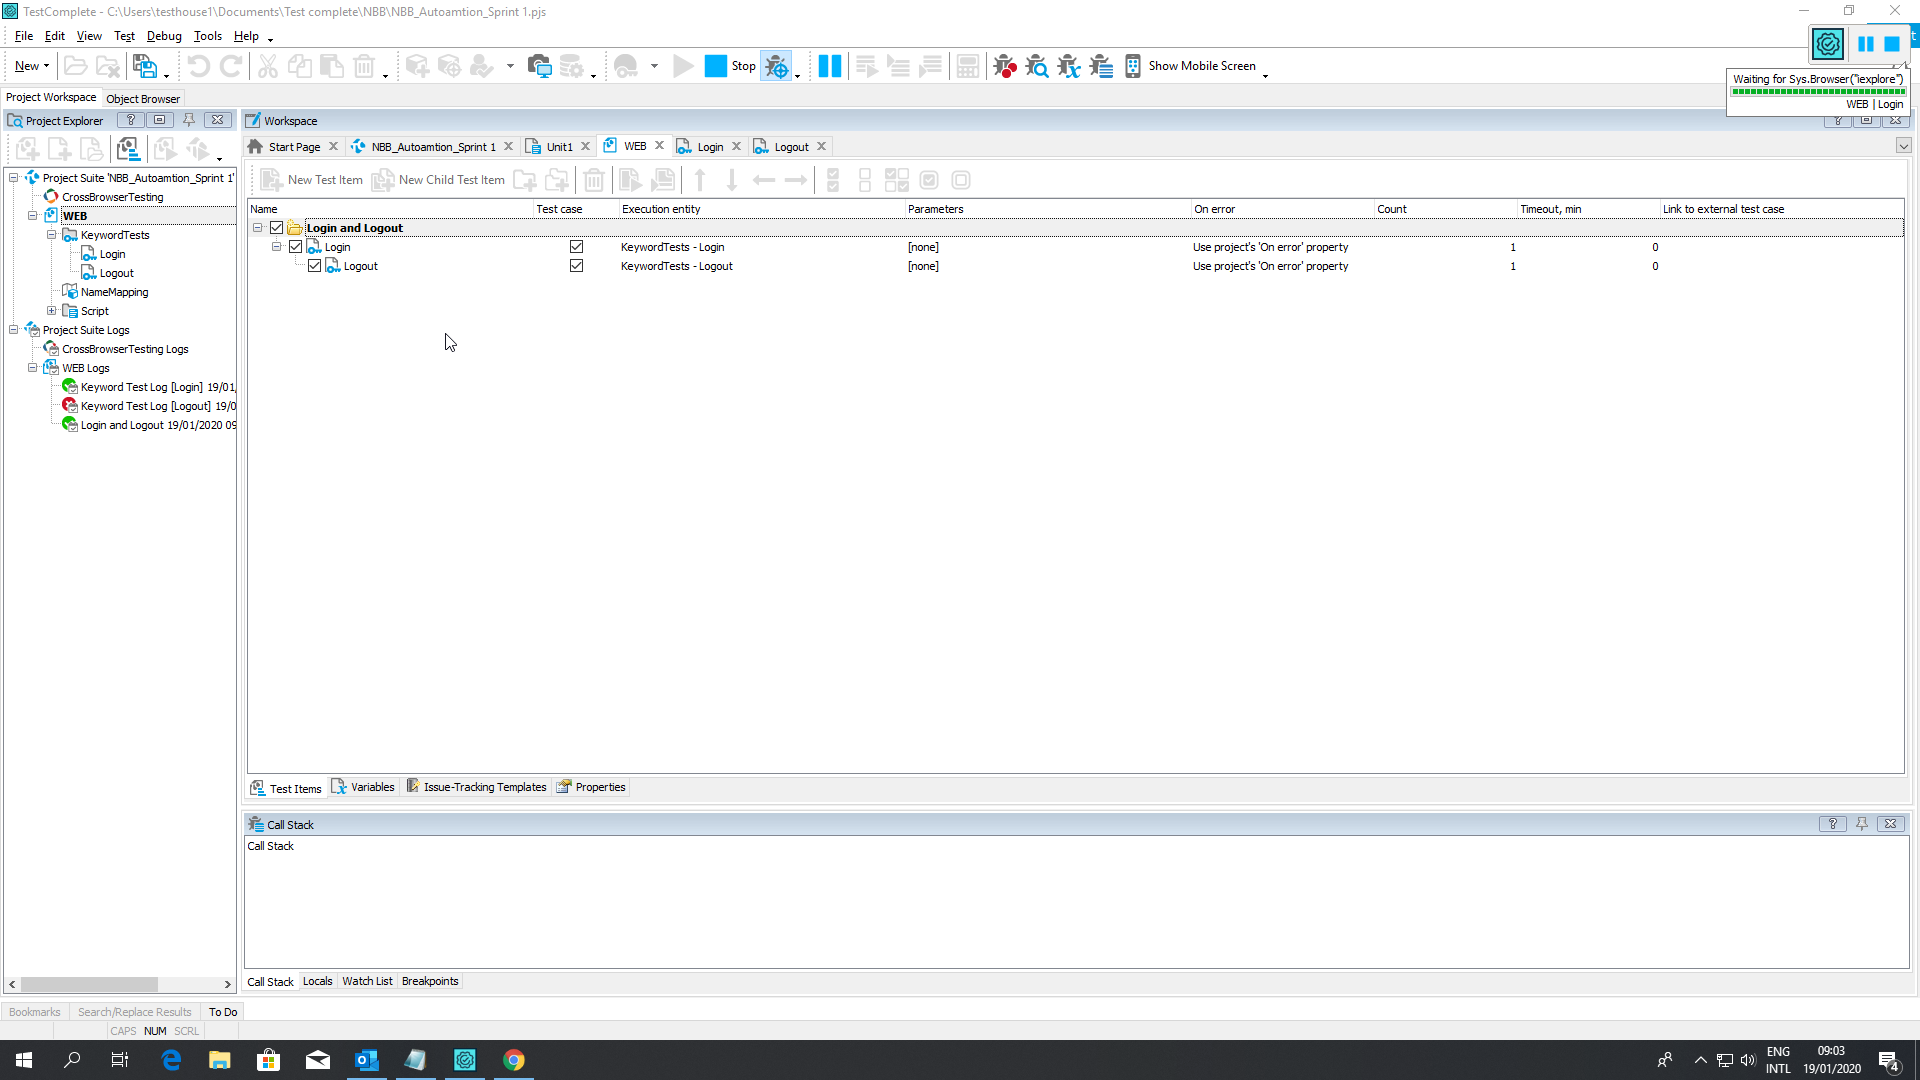 TestComplete - C:\Users\testhouse1\Documents\Test complete\NBB\NBB_Autoamtion_Sprint 1.pjs
File Edit View Test Debug Tools Help
New Stop Show Mobile Screen
Waiting for Sys.Browser("iexplore")
WEB | Login
Project Workspace Object Browser
Project Explorer
Workspace
Start Page NBB_Autoamtion_Sprint 1 Unit1 WEB Login Logout
New Test Item New Child Test Item
Project Suite 'NBB_Autoamtion_Sprint 1'
CrossBrowserTesting
WEB
KeywordTests
Login
Logout
NameMapping
Script
Project Suite Logs
CrossBrowserTesting Logs
WEB Logs
Keyword Test Log [Login] 19/01
Keyword Test Log [Logout] 19/0
Login and Logout 19/01/2020 09
Name Test case Execution entity Parameters On error Count Timeout, min Link to external test case
Login and Logout
Login KeywordTests - Login [none] Use project's 'On error' property 1 0
Logout KeywordTests - Logout [none] Use project's 'On error' property 1 0
Test Items Variables Issue-Tracking Templates Properties
Call Stack
Call Stack
Call Stack Locals Watch List Breakpoints
Bookmarks Search/Replace Results To Do
CAPS NUM SCRL
ENG
INTL
09:03
19/01/2020
4